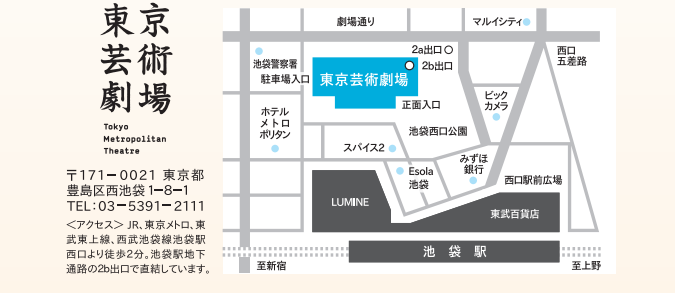 東京
芸術
劇場
Tokyo
Metropolitan
Theatre
〒171−0021 東京都
豊島区西池袋1−8−1
TEL：03−5391−2111
＜アクセス＞ JR、東京メトロ、東
武東上線、西武池袋線池袋駅
西口より徒歩2分。池袋駅地下
通路の2b出口で直結しています。
劇場通り
マルイシティ
2a出口
2b出口
西口
五差路
池袋警察署
駐車場入口
東京芸術劇場
正面入口
ビック
カメラ
ホテル
メトロ
ポリタン
池袋西口公園
スパイス2
みずほ
銀行
Esola
池袋
西口駅前広場
LUMINE
東武百貨店
池袋駅
至新宿
至上野